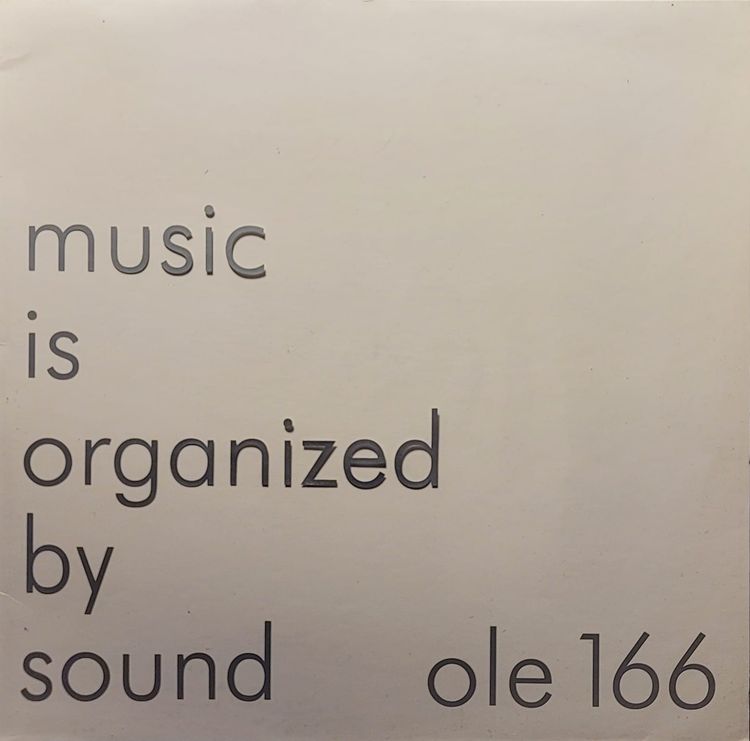 music
is
organized
by
sound
ole 166